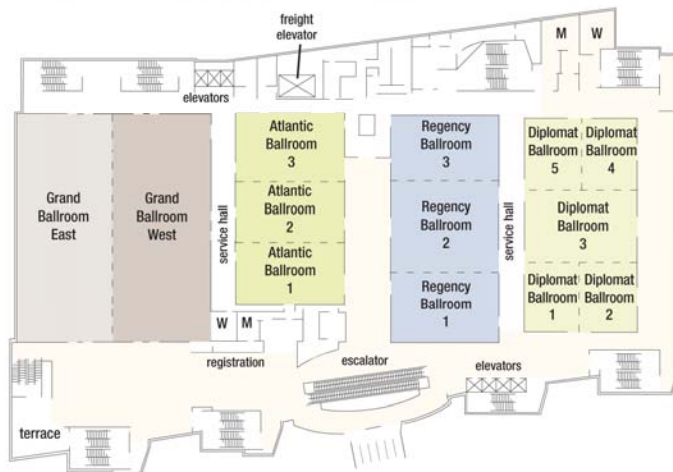 freight
elevator
M
W
elevators
Grand
Ballroom
East
Grand
Ballroom
West
service hall
Atlantic
Ballroom
3
Atlantic
Ballroom
2
Atlantic
Ballroom
1
Regency
Ballroom
3
Regency
Ballroom
2
Regency
Ballroom
1
service hall
Diplomat
Ballroom
5
Diplomat
Ballroom
4
Diplomat
Ballroom
3
Diplomat
Ballroom
1
Diplomat
Ballroom
2
W
M
registration
escalator
elevators
terrace